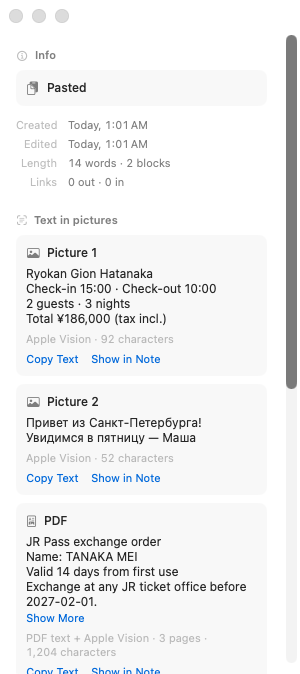 Info
Pasted
Created Today, 1:01 AM
Edited Today, 1:01 AM
Length 14 words · 2 blocks
Links 0 out · 0 in
Text in pictures
Picture 1
Ryokan Gion Hatanaka
Check-in 15:00 · Check-out 10:00
2 guests · 3 nights
Total ¥186,000 (tax incl.)
Apple Vision · 92 characters
Copy Text Show in Note
Picture 2
Привет из Санкт-Петербурга!
Увидимся в пятницу — Маша
Apple Vision · 52 characters
Copy Text Show in Note
PDF
JR Pass exchange order
Name: TANAKA MEI
Valid 14 days from first use
Exchange at any JR ticket office before
2027-02-01.
Show More
PDF text + Apple Vision · 3 pages ·
1,204 characters
Copy Text Show in Note